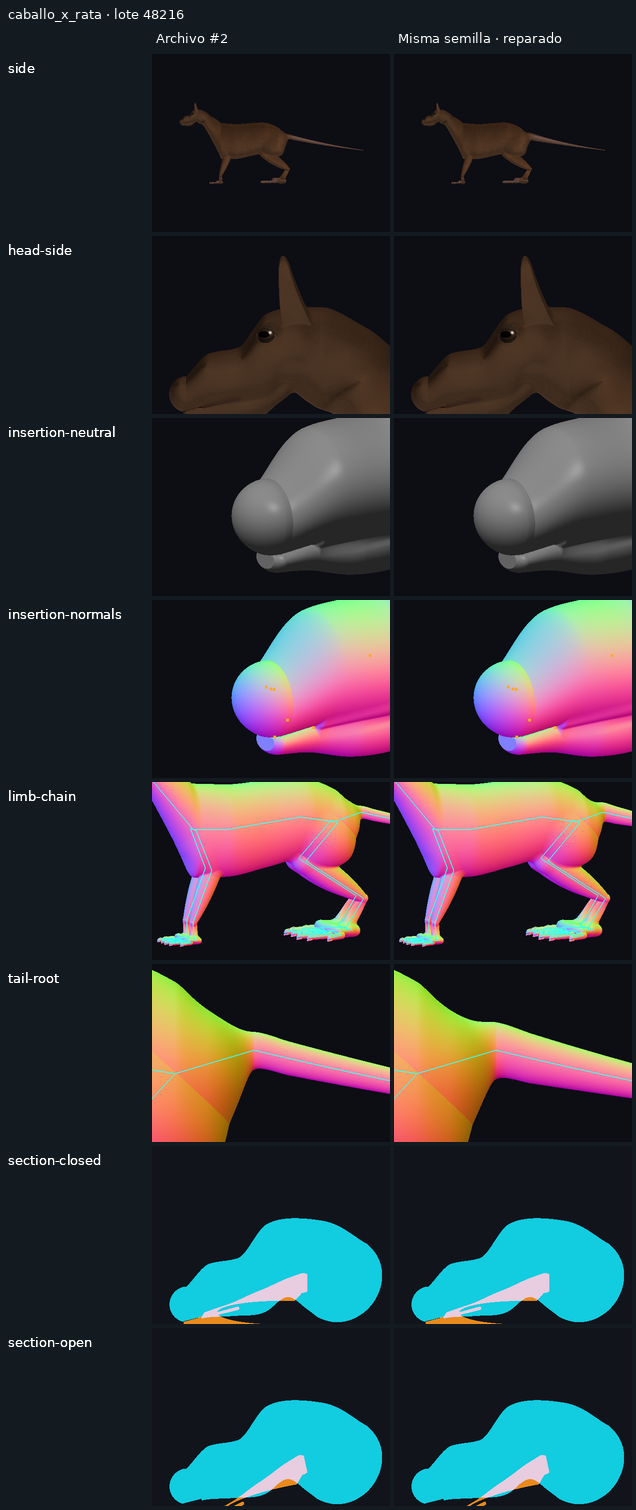 caballo_x_rata · lote 48216
Archivo #2
Misma semilla · reparado
side
head-side
insertion-neutral
insertion-normals
limb-chain
tail-root
section-closed
section-open